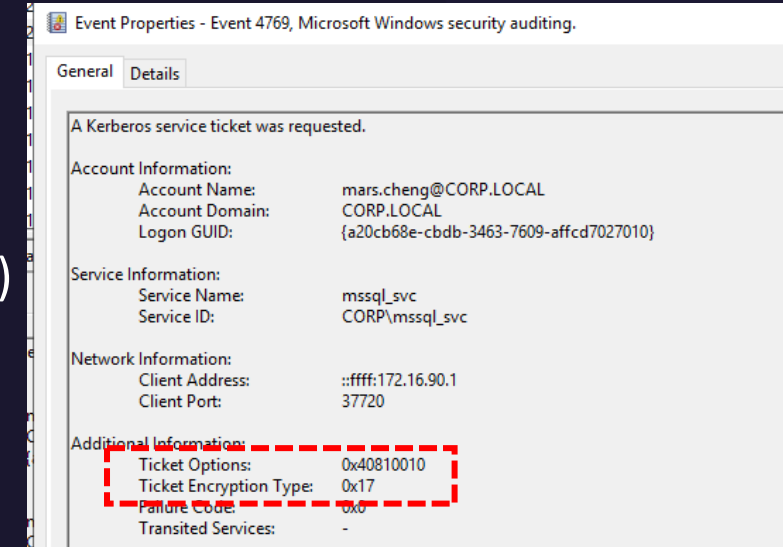 Event Properties - Event 4769, Microsoft Windows security auditing.
General Details
A Kerberos service ticket was requested.
Account Information:
Account Name: mars.cheng@CORP.LOCAL
Account Domain: CORP.LOCAL
Logon GUID: {a20cb68e-cbdb-3463-7609-affcd7027010}
)
Service Information:
Service Name: mssql_svc
Service ID: CORP\mssql_svc
Network Information:
Client Address: ::ffff:172.16.90.1
Client Port: 37720
Additional Information:
Ticket Options: 0x40810010
Ticket Encryption Type: 0x17
Failure Code: 0x0
Transited Services: -